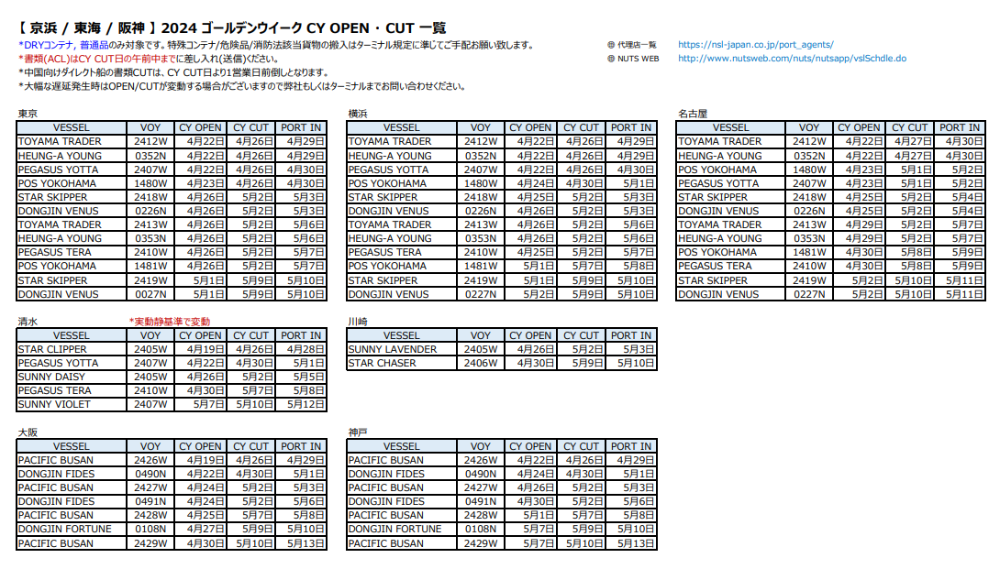 【 京浜 / 東海 / 阪神 】 2024 ゴールデンウイーク CY OPEN・CUT 一覧
*DRYコンテナ, 普通品のみ対象です。特殊コンテナ/危険品/消防法該当貨物の搬入はターミナル規定に準じてご手配お願い致します。
*書類(ACL)はCY CUT日の午前中までに差し入れ(送信)ください。
*中国向けダイレクト船の書類CUTは、CY CUT日より1営業日前倒しとなります。
*大幅な遅延発生時はOPEN/CUTが変動する場合がございますので弊社もしくはターミナルまでお問い合わせください。
代理店一覧 https://nsl-japan.co.jp/port_agents/
NUTS WEB http://www.nutsweb.com/nuts/nutsapp/vslSchdle.do
東京
VESSEL VOY CY OPEN CY CUT PORT IN
TOYAMA TRADER 2412W 4月22日 4月26日 4月29日
HEUNG-A YOUNG 0352N 4月22日 4月26日 4月29日
PEGASUS YOTTA 2407W 4月22日 4月26日 4月30日
POS YOKOHAMA 1480W 4月23日 4月26日 4月30日
STAR SKIPPER 2418W 4月26日 5月2日 5月3日
DONGJIN VENUS 0226N 4月26日 5月2日 5月3日
TOYAMA TRADER 2413W 4月26日 5月2日 5月6日
HEUNG-A YOUNG 0353N 4月26日 5月2日 5月6日
PEGASUS TERA 2410W 4月26日 5月2日 5月7日
POS YOKOHAMA 1481W 4月26日 5月2日 5月7日
STAR SKIPPER 2419W 5月1日 5月9日 5月10日
DONGJIN VENUS 0027N 5月1日 5月9日 5月10日
横浜
VESSEL VOY CY OPEN CY CUT PORT IN
TOYAMA TRADER 2412W 4月22日 4月26日 4月29日
HEUNG-A YOUNG 0352N 4月22日 4月26日 4月29日
PEGASUS YOTTA 2407W 4月22日 4月26日 4月30日
POS YOKOHAMA 1480W 4月24日 4月30日 5月1日
STAR SKIPPER 2418W 4月25日 5月2日 5月3日
DONGJIN VENUS 0226N 4月26日 5月2日 5月3日
TOYAMA TRADER 2413W 4月26日 5月2日 5月6日
HEUNG-A YOUNG 0353N 4月26日 5月2日 5月6日
PEGASUS TERA 2410W 4月25日 5月2日 5月7日
POS YOKOHAMA 1481W 5月1日 5月7日 5月8日
STAR SKIPPER 2419W 5月1日 5月9日 5月10日
DONGJIN VENUS 0227N 5月2日 5月9日 5月10日
名古屋
VESSEL VOY CY OPEN CY CUT PORT IN
TOYAMA TRADER 2412W 4月22日 4月27日 4月30日
HEUNG-A YOUNG 0352N 4月22日 4月27日 4月30日
POS YOKOHAMA 1480W 4月23日 5月1日 5月2日
PEGASUS YOTTA 2407W 4月23日 5月1日 5月2日
STAR SKIPPER 2418W 4月25日 5月2日 5月4日
DONGJIN VENUS 0226N 4月25日 5月2日 5月4日
TOYAMA TRADER 2413W 4月29日 5月2日 5月7日
HEUNG-A YOUNG 0353N 4月29日 5月2日 5月7日
POS YOKOHAMA 1481W 4月30日 5月8日 5月9日
PEGASUS TERA 2410W 4月30日 5月8日 5月9日
STAR SKIPPER 2419W 5月2日 5月10日 5月11日
DONGJIN VENUS 0227N 5月2日 5月10日 5月11日
清水 *実動静基準で変動
VESSEL VOY CY OPEN CY CUT PORT IN
STAR CLIPPER 2405W 4月19日 4月26日 4月28日
PEGASUS YOTTA 2407W 4月22日 4月30日 5月1日
SUNNY DAISY 2405W 4月26日 5月2日 5月5日
PEGASUS TERA 2410W 4月30日 5月7日 5月8日
SUNNY VIOLET 2407W 5月7日 5月10日 5月12日
川崎
VESSEL VOY CY OPEN CY CUT PORT IN
SUNNY LAVENDER 2405W 4月26日 5月2日 5月3日
STAR CHASER 2406W 4月30日 5月9日 5月10日
大阪
VESSEL VOY CY OPEN CY CUT PORT IN
PACIFIC BUSAN 2426W 4月19日 4月26日 4月29日
DONGJIN FIDES 0490N 4月22日 4月30日 5月1日
PACIFIC BUSAN 2427W 4月24日 5月2日 5月3日
DONGJIN FIDES 0491N 4月24日 5月2日 5月6日
PACIFIC BUSAN 2428W 4月25日 5月7日 5月8日
DONGJIN FORTUNE 0108N 4月27日 5月9日 5月10日
PACIFIC BUSAN 2429W 4月30日 5月10日 5月13日
神戸
VESSEL VOY CY OPEN CY CUT PORT IN
PACIFIC BUSAN 2426W 4月22日 4月26日 4月29日
DONGJIN FIDES 0490N 4月24日 4月30日 5月1日
PACIFIC BUSAN 2427W 4月26日 5月2日 5月3日
DONGJIN FIDES 0491N 4月30日 5月2日 5月6日
PACIFIC BUSAN 2428W 5月1日 5月7日 5月8日
DONGJIN FORTUNE 0108N 5月7日 5月9日 5月10日
PACIFIC BUSAN 2429W 5月7日 5月10日 5月13日